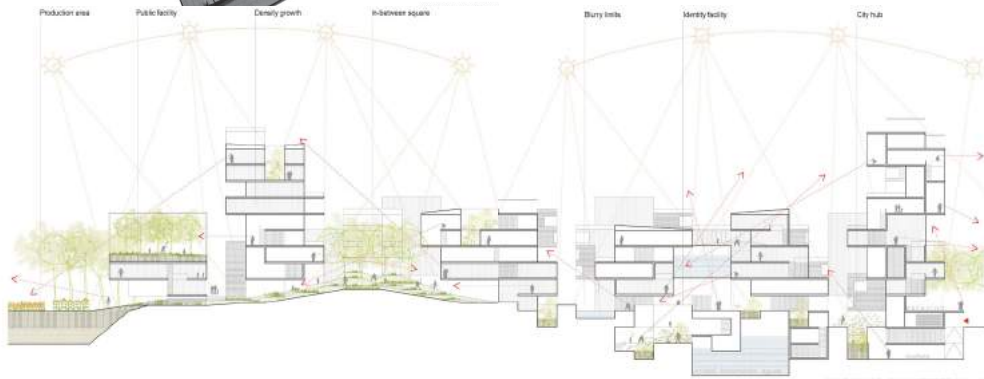 Production area
Public facility
Density growth
In-between square
Blurry limits
Identity facility
City hub